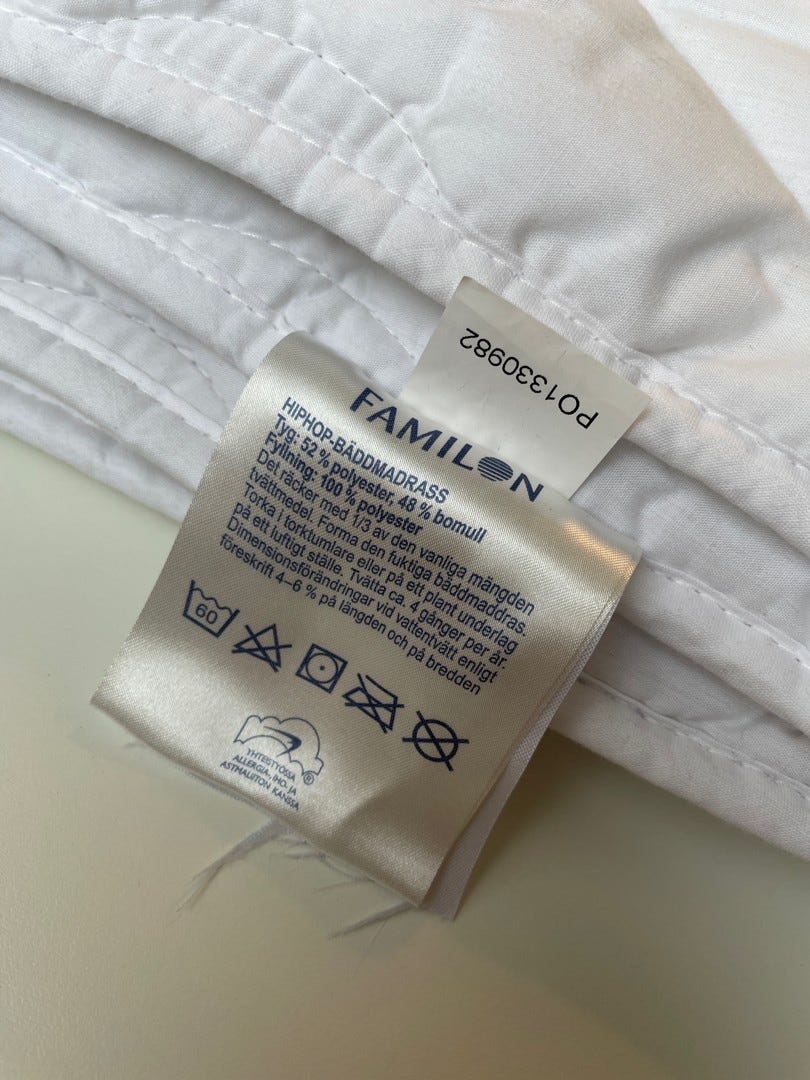 PO1330982
FAMILON
HIPHOP-BÄDDMADRASS
Tyg: 52 % polyester, 48 % bomull
Fyllning: 100 % polyester
Det räcker med 1/3 av den vanliga mängden
tvättmedel. Forma den fuktiga bäddmaddras.
Torka i torktumlare eller på ett plant underlag
på ett luftigt ställe. Tvätta ca. 4 gånger per år.
Dimensionsförändringar vid vattentvätt enligt
föreskrift 4–6 % på längden och på bredden
60
YHTEISTYÖSSÄ
ALLERGIA-, IHO- JA
ASTMALIITON KANSSA
®